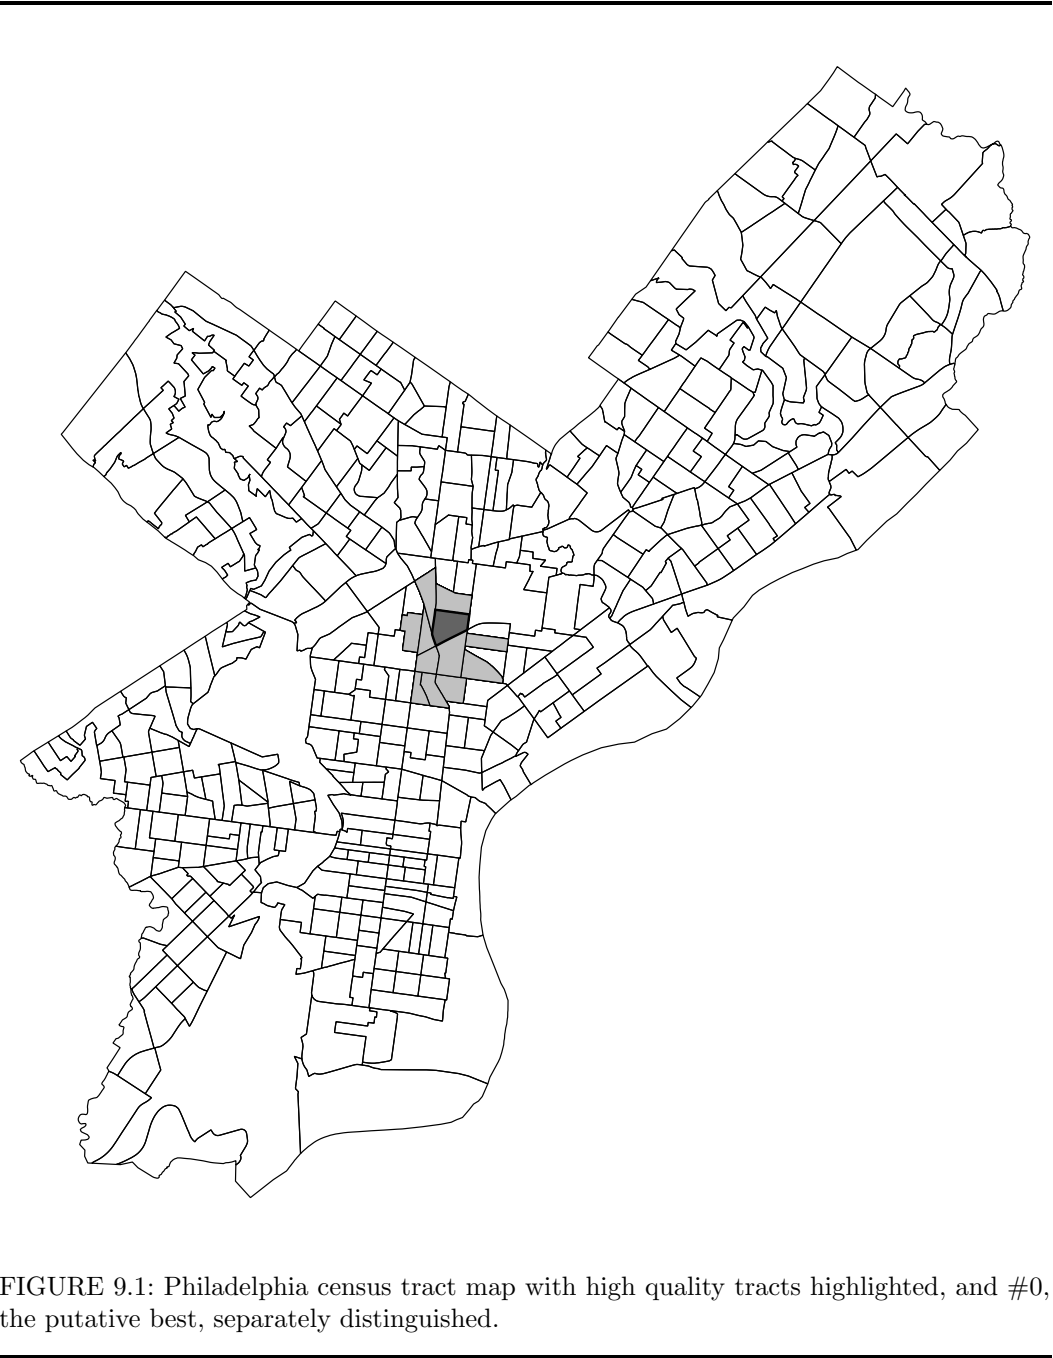 FIGURE 9.1: Philadelphia census tract map with high quality tracts highlighted, and #0,
the putative best, separately distinguished.